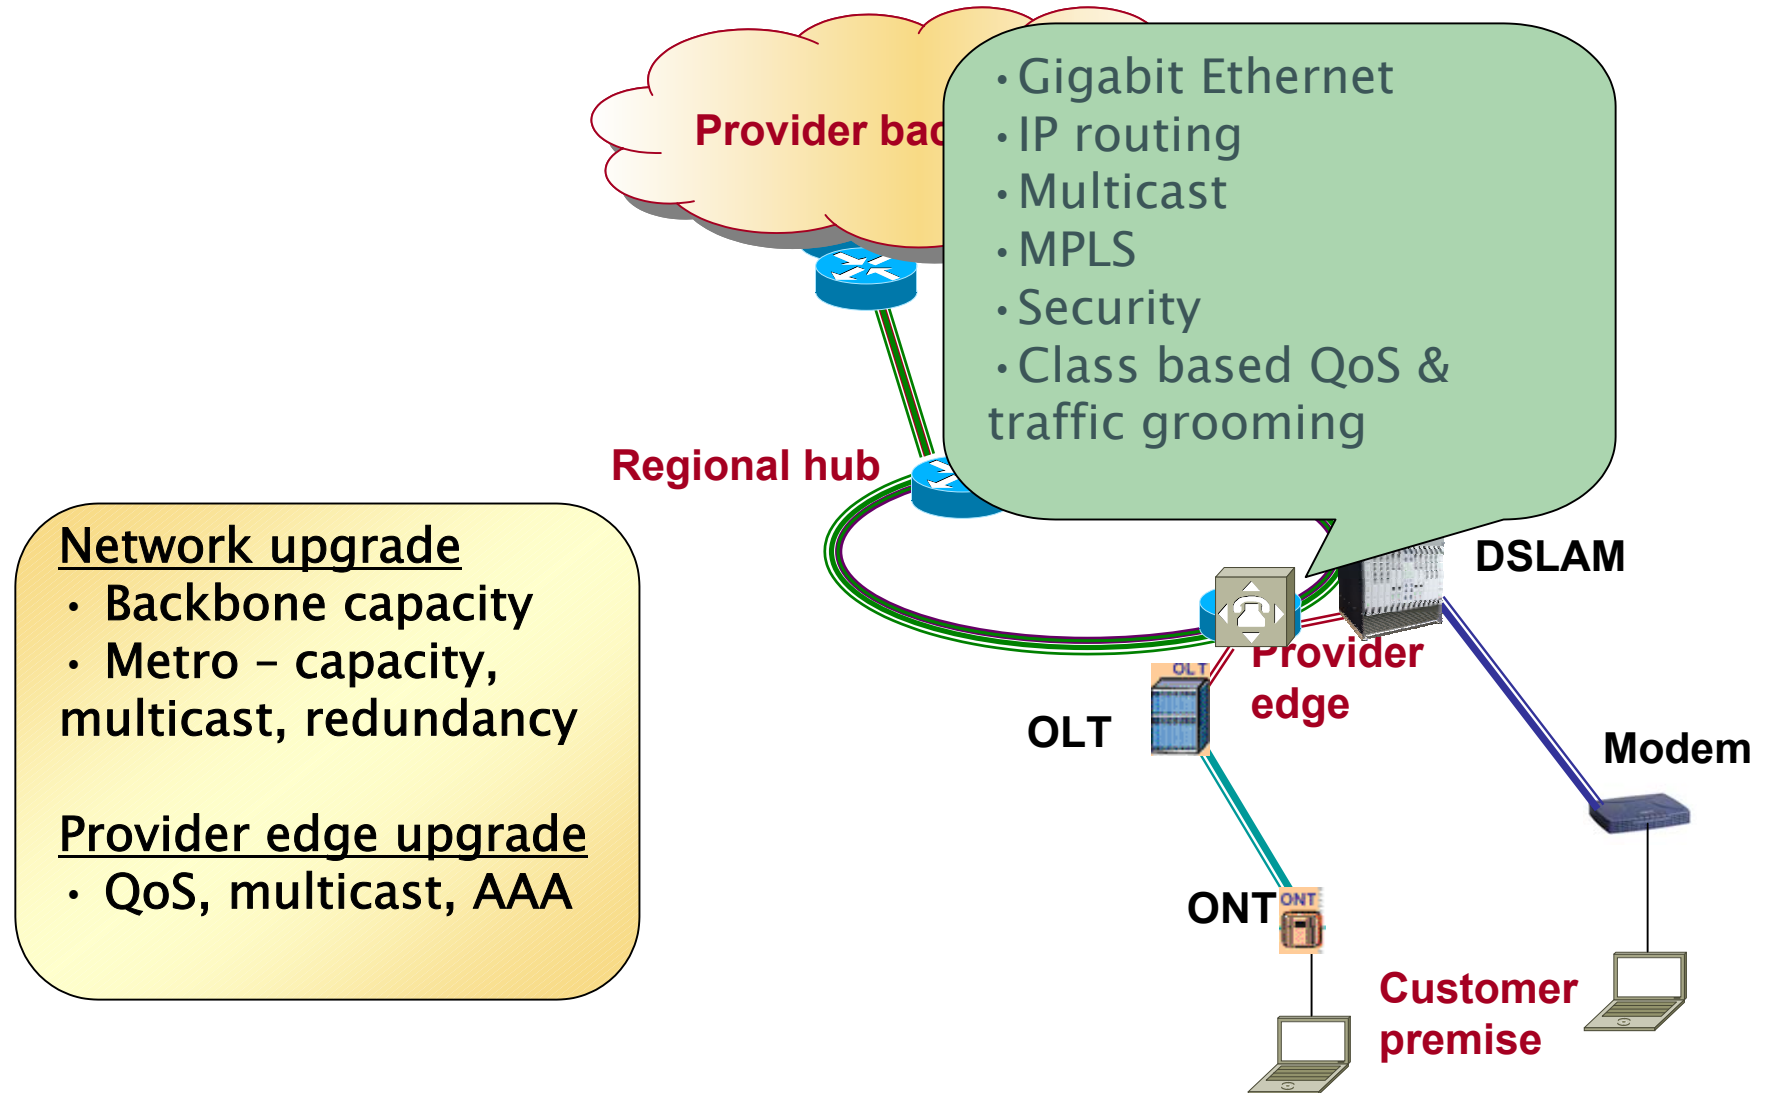 • Gigabit Ethernet
Provider bac
• IP routing
• Multicast
• MPLS
• Security
• Class based QoS &
traffic grooming
Regional hub
Network upgrade
• Backbone capacity
• Metro – capacity,
multicast, redundancy
Provider edge upgrade
• QoS, multicast, AAA
DSLAM
Provider
edge
OLT
OLT
Modem
ONT
ONT
Customer
premise